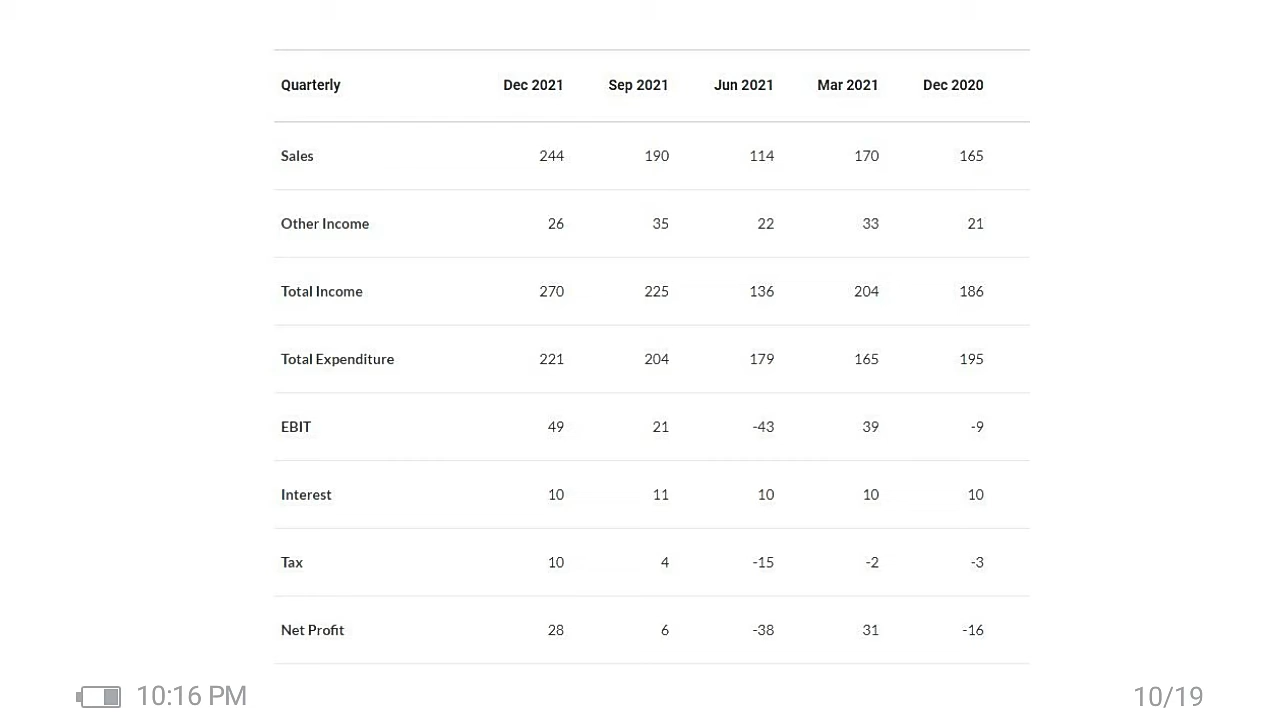 Quarterly Dec 2021 Sep 2021 Jun 2021 Mar 2021 Dec 2020
Sales 244 190 114 170 165
Other Income 26 35 22 33 21
Total Income 270 225 136 204 186
Total Expenditure 221 204 179 165 195
EBIT 49 21 -43 39 -9
Interest 10 11 10 10 10
Tax 10 4 -15 -2 -3
Net Profit 28 6 -38 31 -16
10:16 PM 10/19